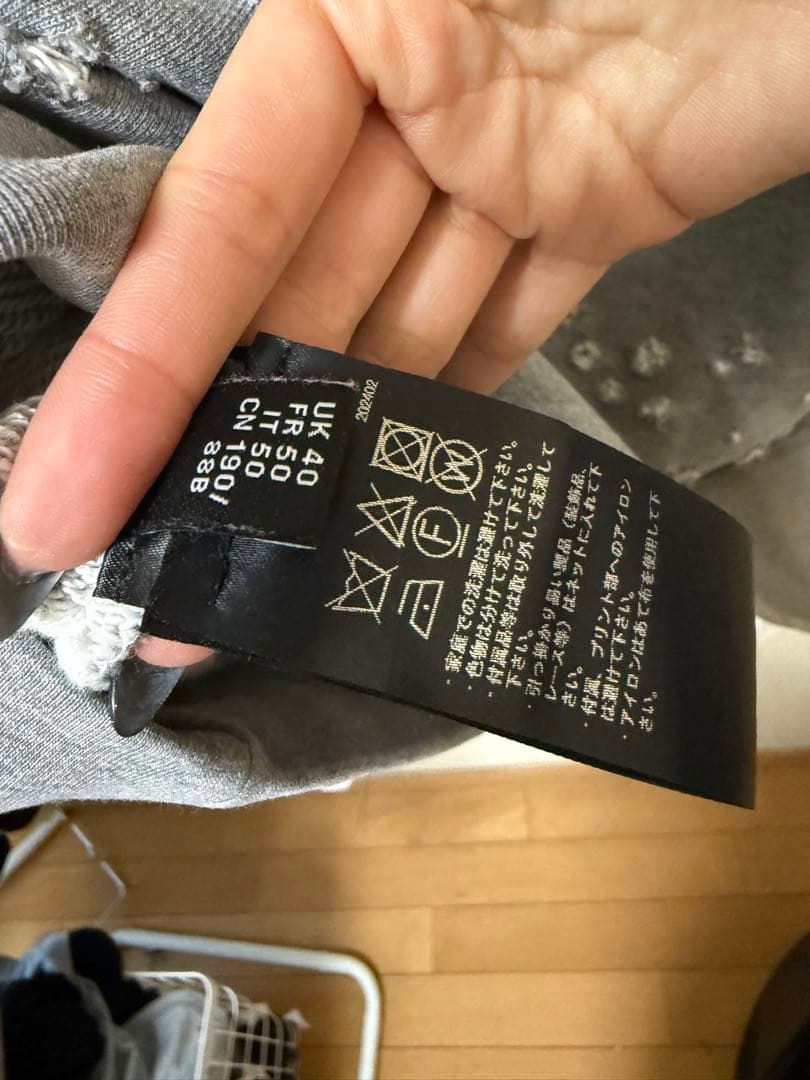 UK 40
FR 50
IT 50
CN 190/
88B
202402
W
F
・家庭での洗濯は避けて下さい。
・色物は分けて洗って下さい。
・付属品等は取り外して洗濯して
下さい。
・引っ掛かり易い製品（装飾品、
レース等）はネットに入れて下
さい。
・付属、プリント部へのアイロン
は避けて下さい。
・アイロンはあて布を使用して下
さい。